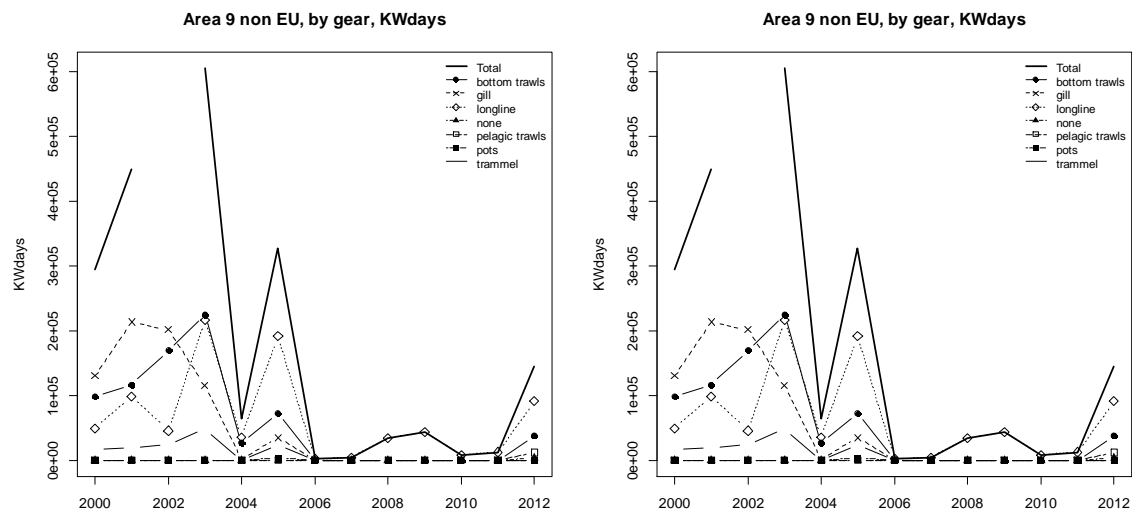 Area 9 non EU, by gear, KWdays
KWdays
6e+05
5e+05
4e+05
3e+05
2e+05
1e+05
0e+00
Total
bottom trawls
gill
longline
none
pelagic trawls
pots
trammel
2000 2002 2004 2006 2008 2010 2012
Area 9 non EU, by gear, KWdays
KWdays
6e+05
5e+05
4e+05
3e+05
2e+05
1e+05
0e+00
Total
bottom trawls
gill
longline
none
pelagic trawls
pots
trammel
2000 2002 2004 2006 2008 2010 2012